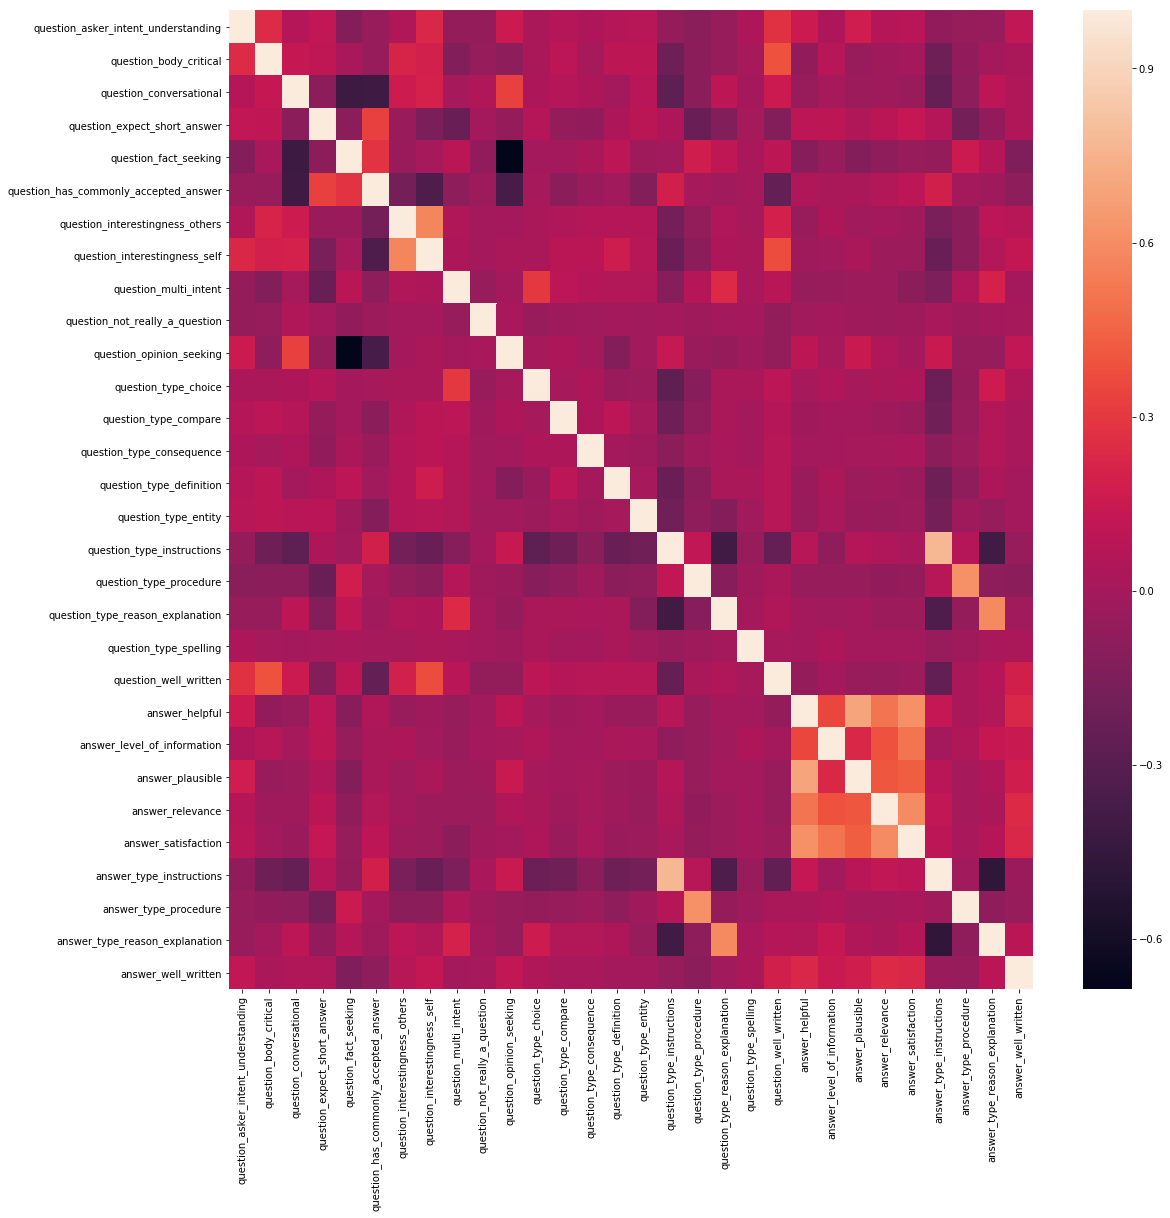 question_asker_intent_understanding
question_body_critical
question_conversational
question_expect_short_answer
question_fact_seeking
question_has_commonly_accepted_answer
question_interestingness_others
question_interestingness_self
question_multi_intent
question_not_really_a_question
question_opinion_seeking
question_type_choice
question_type_compare
question_type_consequence
question_type_definition
question_type_entity
question_type_instructions
question_type_procedure
question_type_reason_explanation
question_type_spelling
question_well_written
answer_helpful
answer_level_of_information
answer_plausible
answer_relevance
answer_satisfaction
answer_type_instructions
answer_type_procedure
answer_type_reason_explanation
answer_well_written
question_asker_intent_understanding
question_body_critical
question_conversational
question_expect_short_answer
question_fact_seeking
question_has_commonly_accepted_answer
question_interestingness_others
question_interestingness_self
question_multi_intent
question_not_really_a_question
question_opinion_seeking
question_type_choice
question_type_compare
question_type_consequence
question_type_definition
question_type_entity
question_type_instructions
question_type_procedure
question_type_reason_explanation
question_type_spelling
question_well_written
answer_helpful
answer_level_of_information
answer_plausible
answer_relevance
answer_satisfaction
answer_type_instructions
answer_type_procedure
answer_type_reason_explanation
answer_well_written
0.9
0.6
0.3
0.0
−0.3
−0.6